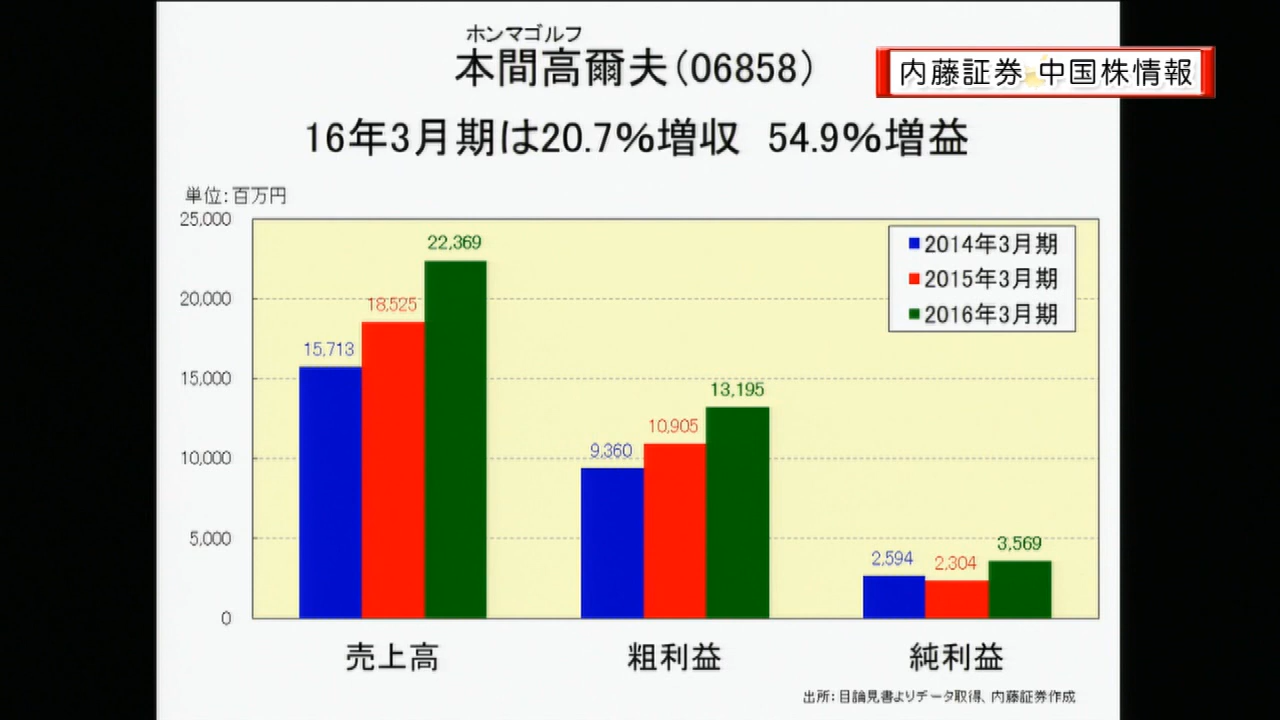 ホンマゴルフ
本間高爾夫(06858)
内藤証券 中国株情報
16年3月期は20.7%増収 54.9%増益
単位:百万円
25,000
20,000
15,000
10,000
5,000
0
2014年3月期
2015年3月期
2016年3月期
15,713
18,525
22,369
9,360
10,905
13,195
2,594
2,304
3,569
売上高 粗利益 純利益
出所:目論見書よりデータ取得、内藤証券作成